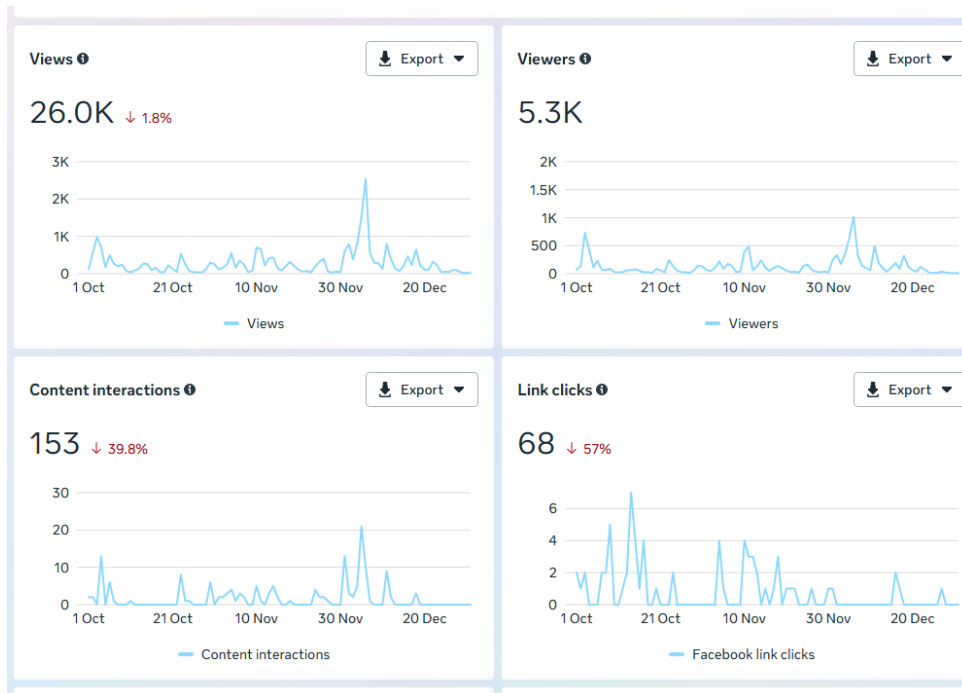 Views
Export
26.0K ↓ 1.8%
3K
2K
1K
0
1 Oct 21 Oct 10 Nov 30 Nov 20 Dec
Views
Viewers
Export
5.3K
2K
1.5K
1K
500
0
1 Oct 21 Oct 10 Nov 30 Nov 20 Dec
Viewers
Content interactions
Export
153 ↓ 39.8%
30
20
10
0
1 Oct 21 Oct 10 Nov 30 Nov 20 Dec
Content interactions
Link clicks
Export
68 ↓ 57%
6
4
2
0
1 Oct 21 Oct 10 Nov 30 Nov 20 Dec
Facebook link clicks